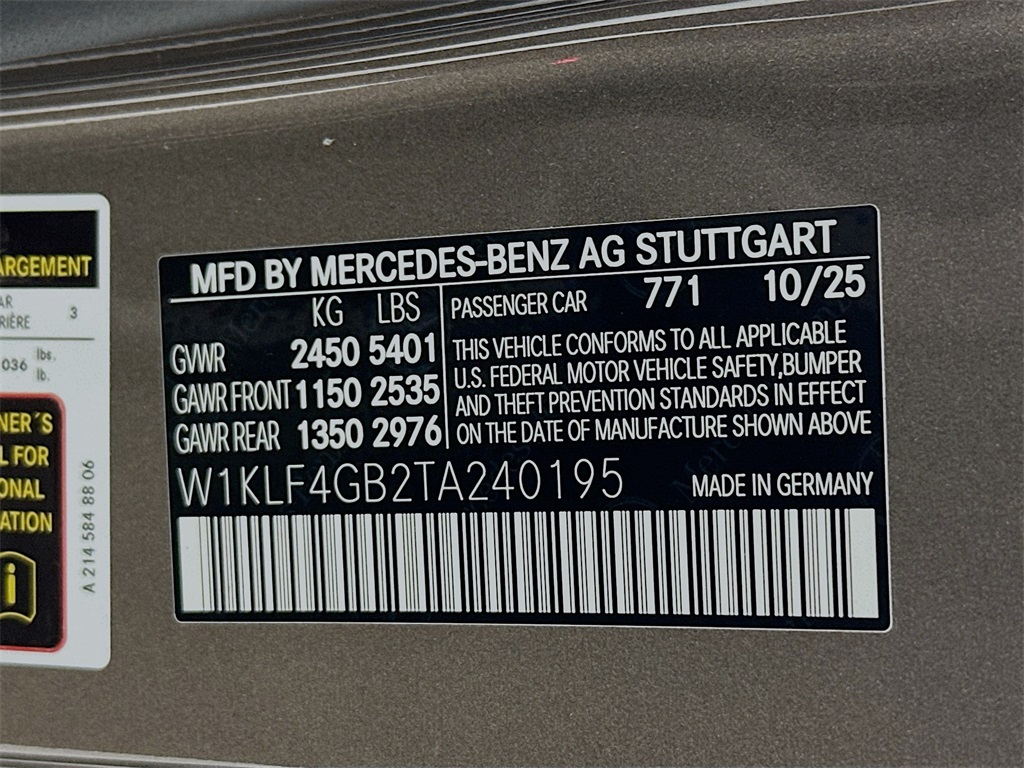 ARGEMENT
AR
RIÈRE 3
036 lbs.
lb.
NER´S
L FOR
ONAL
ATION
A 214 584 88 06
MFD BY MERCEDES-BENZ AG STUTTGART
KG LBS
GVWR 2450 5401
GAWR FRONT 1150 2535
GAWR REAR 1350 2976
PASSENGER CAR 771 10/25
THIS VEHICLE CONFORMS TO ALL APPLICABLE
U.S. FEDERAL MOTOR VEHICLE SAFETY,BUMPER
AND THEFT PREVENTION STANDARDS IN EFFECT
ON THE DATE OF MANUFACTURE SHOWN ABOVE
W1KLF4GB2TA240195 MADE IN GERMANY